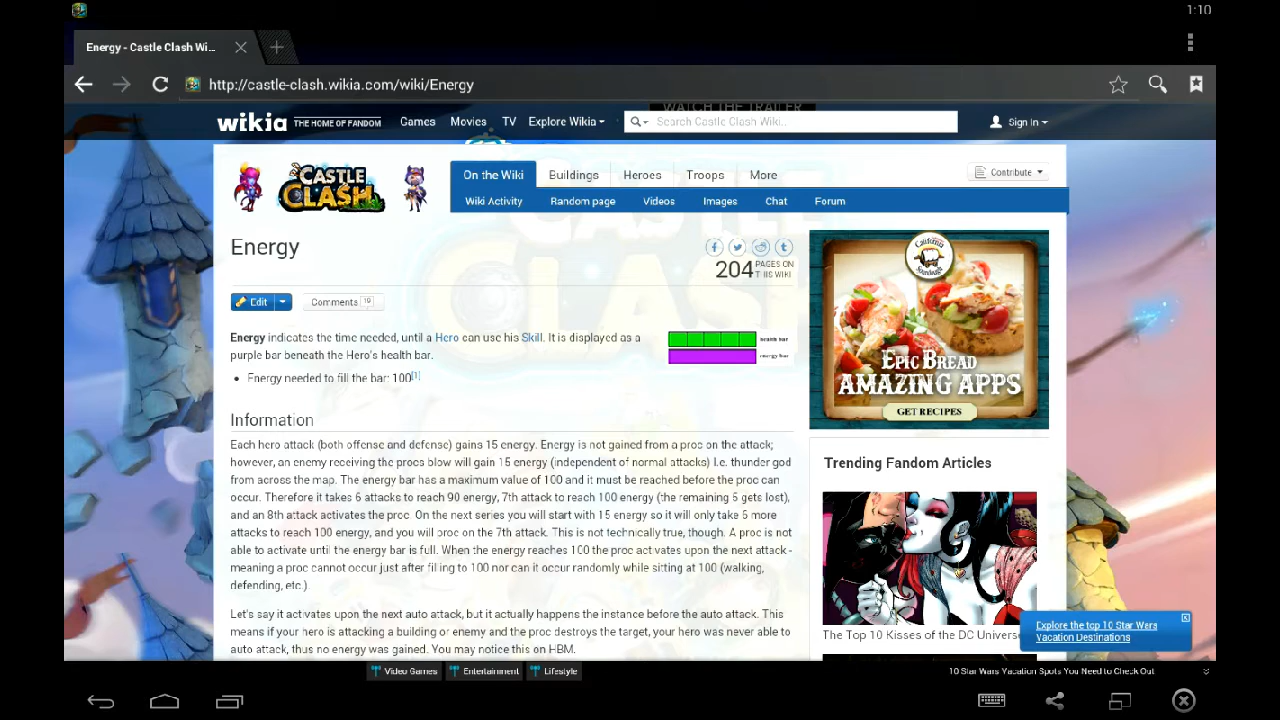 1:10
Energy - Castle Clash Wi...
http://castle-clash.wikia.com/wiki/Energy
WATCH THE TRAILER
wikia THE HOME OF FANDOM Games Movies TV Explore Wikia Search Castle Clash Wiki... Sign In
CASTLE
CLASH
On the Wiki Buildings Heroes Troops More Contribute
Wiki Activity Random page Videos Images Chat Forum
Energy
204 PAGES ON
THIS WIKI
Edit Comments 19
Energy indicates the time needed, until a Hero can use his Skill. It is displayed as a
purple bar beneath the Hero's health bar.
health bar
energy bar
• Energy needed to fill the bar: 100[1]
Information
Each hero attack (both offense and defense) gains 15 energy. Energy is not gained from a proc on the attack;
however, an enemy receiving the procs blow will gain 15 energy (independent of normal attacks) I.e. thunder god
from across the map. The energy bar has a maximum value of 100 and it must be reached before the proc can
occur. Therefore it takes 6 attacks to reach 90 energy, 7th attack to reach 100 energy (the remaining 5 gets lost),
and an 8th attack activates the proc. On the next series you will start with 15 energy so it will only take 6 more
attacks to reach 100 energy, and you will proc on the 7th attack. This is not technically true, though. A proc is not
able to activate until the energy bar is full. When the energy reaches 100 the proc activates upon the next attack -
meaning a proc cannot occur just after filling to 100 nor can it occur randomly while sitting at 100 (walking,
defending, etc.).
Let's say it activates upon the next auto attack, but it actually happens the instance before the auto attack. This
means if your hero is attacking a building or enemy and the proc destroys the target, your hero was never able to
auto attack, thus no energy was gained. You may notice this on HBM.
California
Sourdough
EPIC BREAD
AMAZING APPS
GET RECIPES
Trending Fandom Articles
The Top 10 Kisses of the DC Universe
Explore the top 10 Star Wars
Vacation Destinations
Video Games Entertainment Lifestyle
10 Star Wars Vacation Spots You Need to Check Out